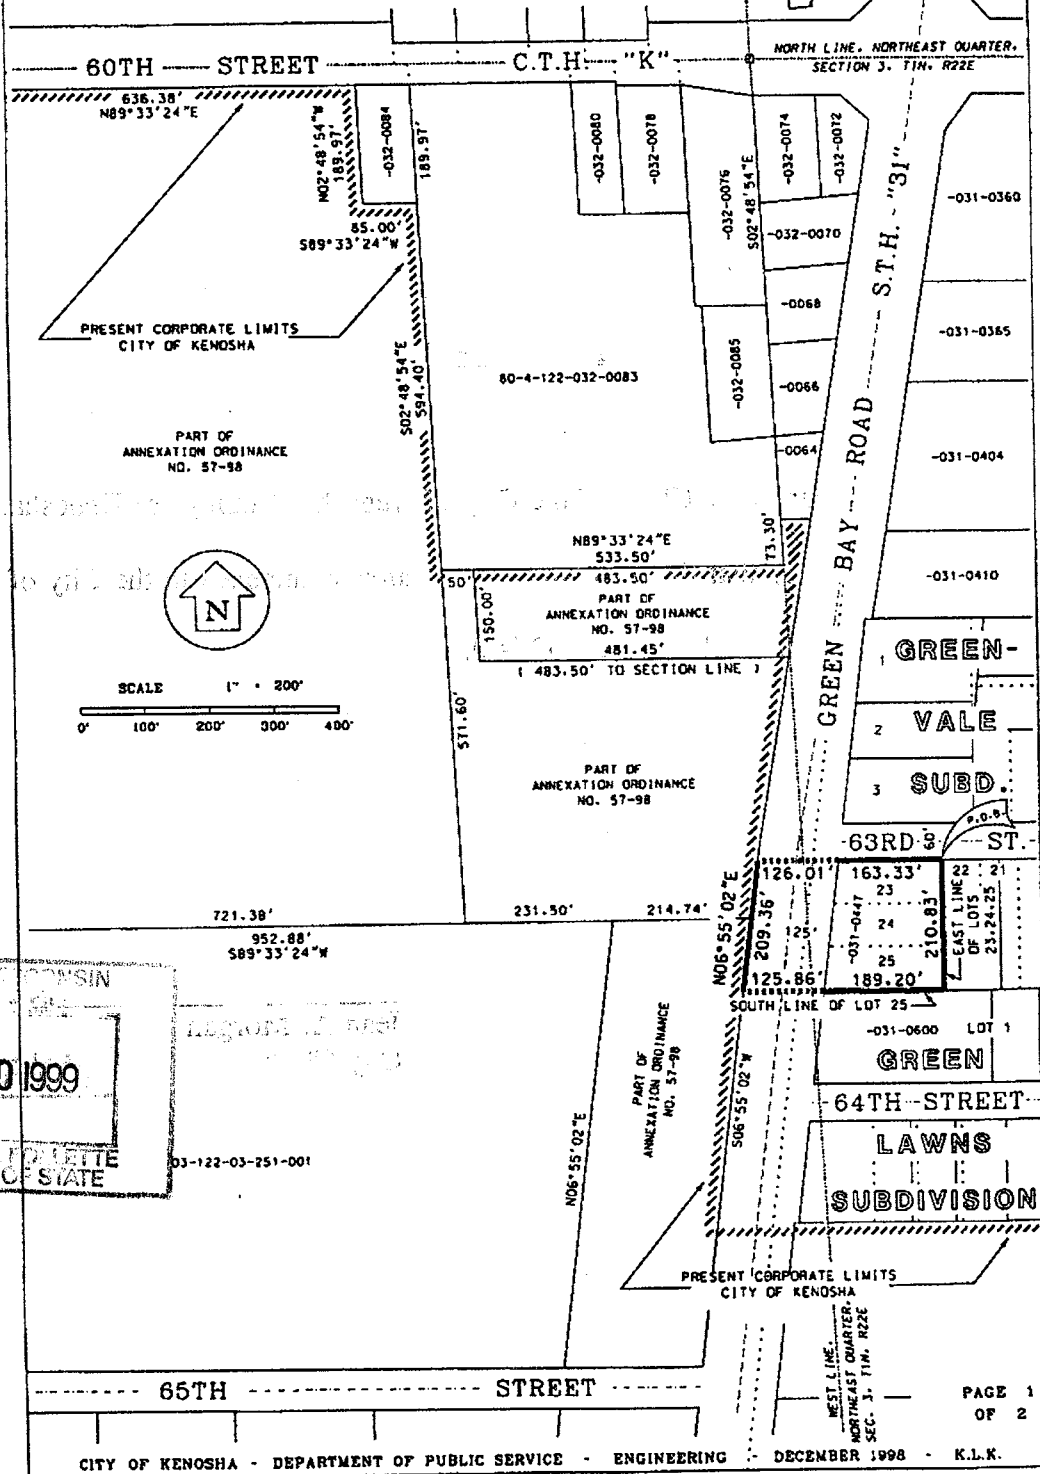 NORTH LINE, NORTHEAST QUARTER,
SECTION 3, T1N, R22E
60TH STREET C.T.H. "K"
636.38'
N89°33'24"E
N02°48'54"W
189.97'
-032-0084
189.97'
-032-0080
-032-0078
-032-0076
S02°48'54"E
-032-0074
-032-0072
-031-0360
85.00'
S89°33'24"W
-032-0070
S.T.H. - "31"
-0068
PRESENT CORPORATE LIMITS
CITY OF KENOSHA
-031-0365
S02°48'54"E
594.40'
80-4-122-032-0083
-032-0085
-0066
PART OF
ANNEXATION ORDINANCE
NO. 57-98
-0064
-031-0404
GREEN BAY ROAD
N89°33'24"E
533.50'
73.30'
50'
483.50'
-031-0410
150.00'
PART OF
ANNEXATION ORDINANCE
NO. 57-98
481.45'
( 483.50' TO SECTION LINE )
N
1 GREEN-
SCALE 1" = 200'
0' 100' 200' 300' 400'
571.60'
2 VALE
PART OF
ANNEXATION ORDINANCE
NO. 57-98
3 SUBD.
P.O.B.
63RD 60' ST.
126.01' 163.33' 22 21
N06°55'02"E
209.36'
125'
-031-0447
23
24
25
210.83'
EAST LINE
OF LOTS
23-24-25
721.38' 231.50' 214.74'
952.88'
S89°33'24"W
125.86' 189.20'
SOUTH LINE OF LOT 25
-031-0600 LOT 1
GREEN
PART OF
ANNEXATION ORDINANCE
NO. 57-98
S06°55'02"W
64TH STREET
LAWNS
SUBDIVISION
0 1999
OF STATE
03-122-03-251-001
N06°55'02"E
PRESENT CORPORATE LIMITS
CITY OF KENOSHA
WEST LINE,
NORTHEAST QUARTER,
SEC. 3, T1N, R22E
65TH STREET
PAGE 1
OF 2
CITY OF KENOSHA - DEPARTMENT OF PUBLIC SERVICE - ENGINEERING - DECEMBER 1998 - K.L.K.